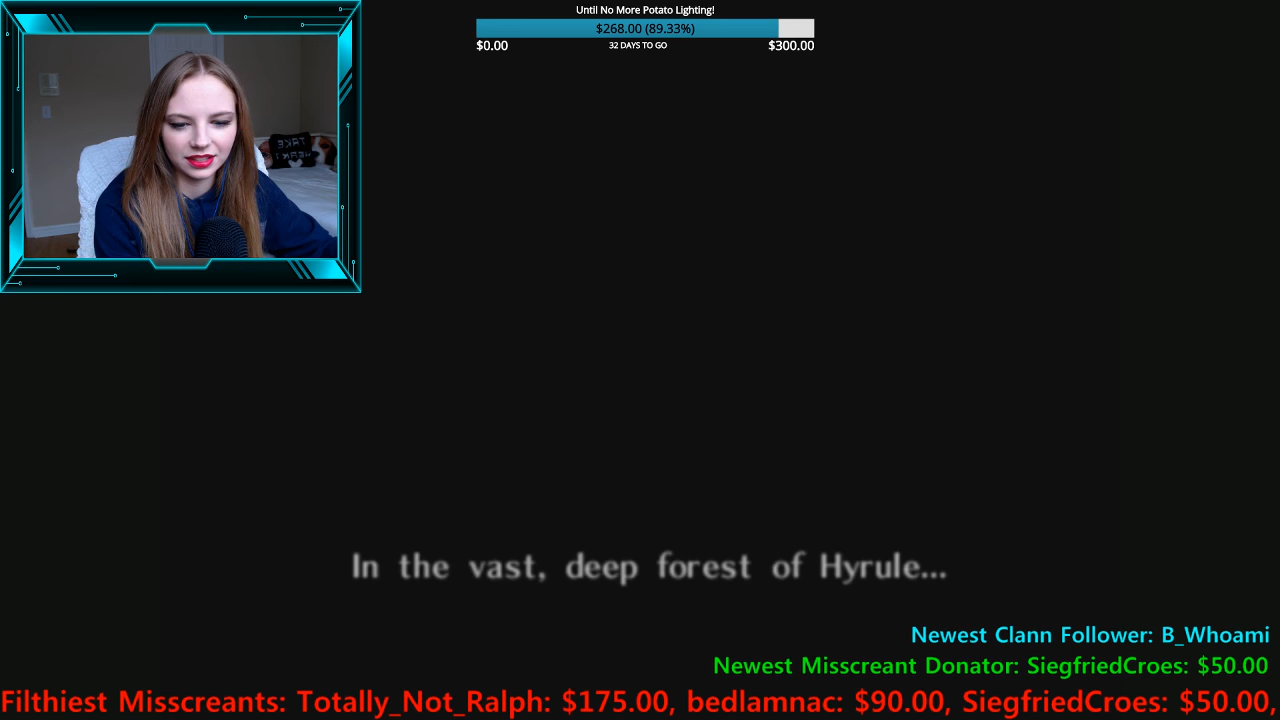 Until No More Potato Lighting!
$268.00 (89.33%)
$0.00 32 DAYS TO GO $300.00
TAKE
HEART
In the vast, deep forest of Hyrule...
Newest Clann Follower: B_Whoami
Newest Misscreant Donator: SiegfriedCroes: $50.00
Filthiest Misscreants: Totally_Not_Ralph: $175.00, bedlamnac: $90.00, SiegfriedCroes: $50.00,